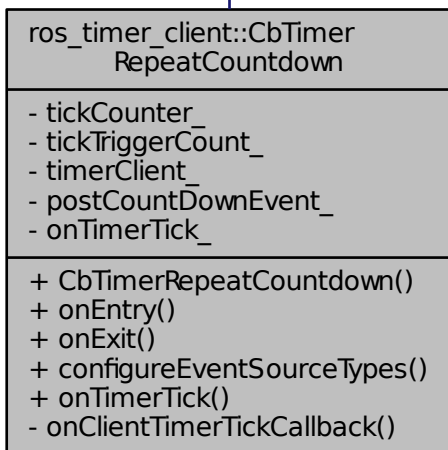 ros_timer_client::CbTimer
RepeatCountdown
- tickCounter_
- tickTriggerCount_
- timerClient_
- postCountDownEvent_
- onTimerTick_
+ CbTimerRepeatCountdown()
+ onEntry()
+ onExit()
+ configureEventSourceTypes()
+ onTimerTick()
- onClientTimerTickCallback()